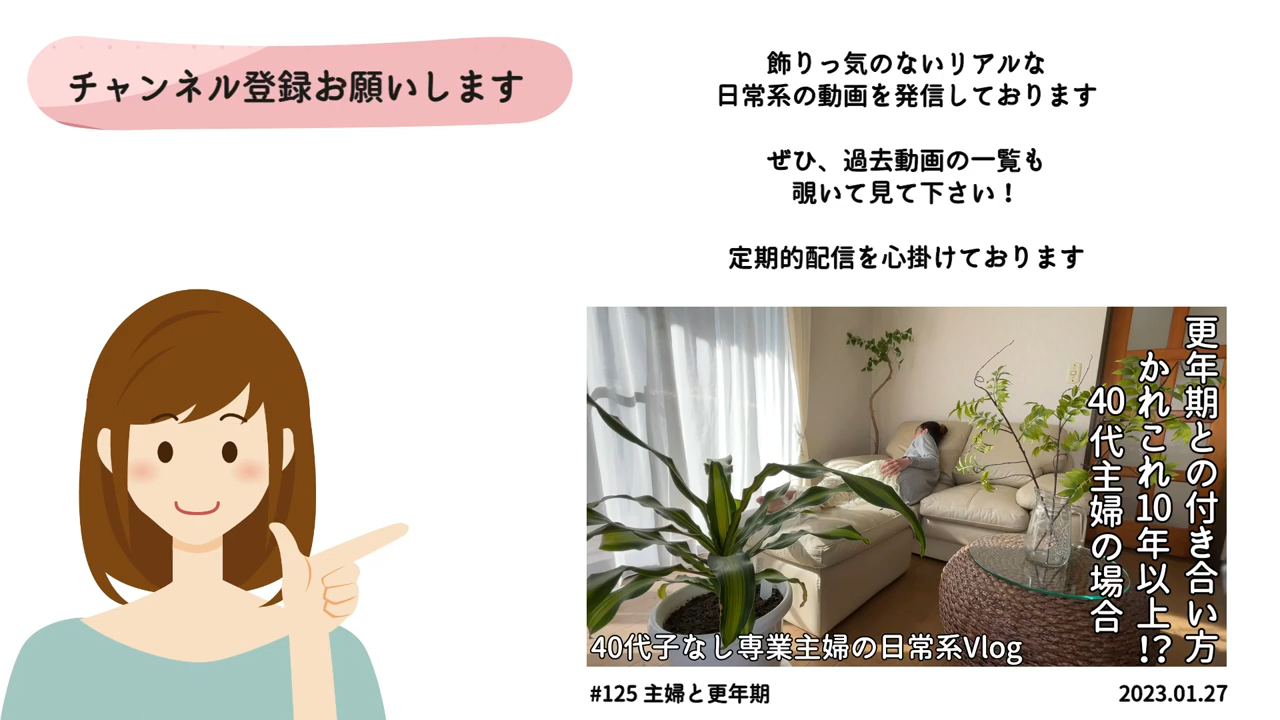 チャンネル登録お願いします
飾りっ気のないリアルな
日常系の動画を発信しております
ぜひ、過去動画の一覧も
覗いて見て下さい！
定期的配信を心掛けております
更年期との付き合い方
かれこれ10年以上!?
40代主婦の場合
40代子なし専業主婦の日常系Vlog
#125 主婦と更年期
2023.01.27